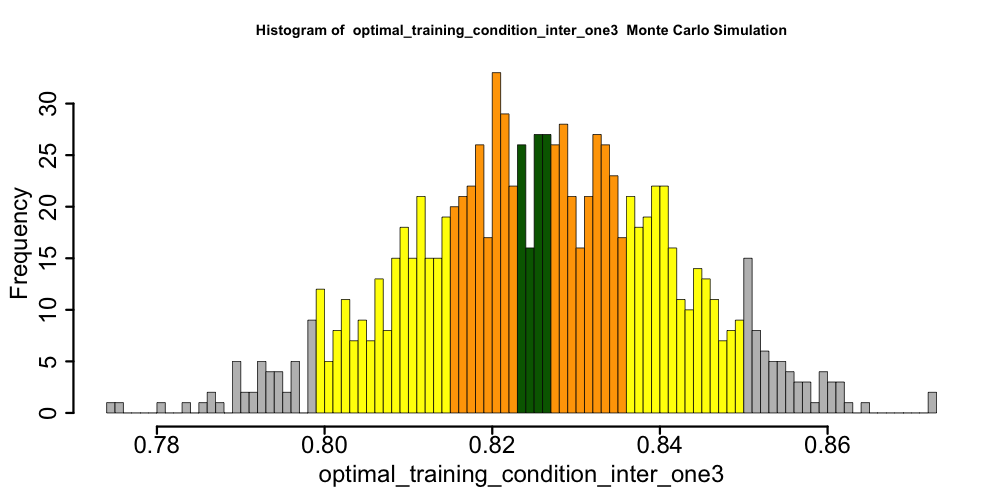 Histogram of optimal_training_condition_inter_one3 Monte Carlo Simulation
Frequency
30
25
20
15
10
5
0
0.78 0.80 0.82 0.84 0.86
optimal_training_condition_inter_one3